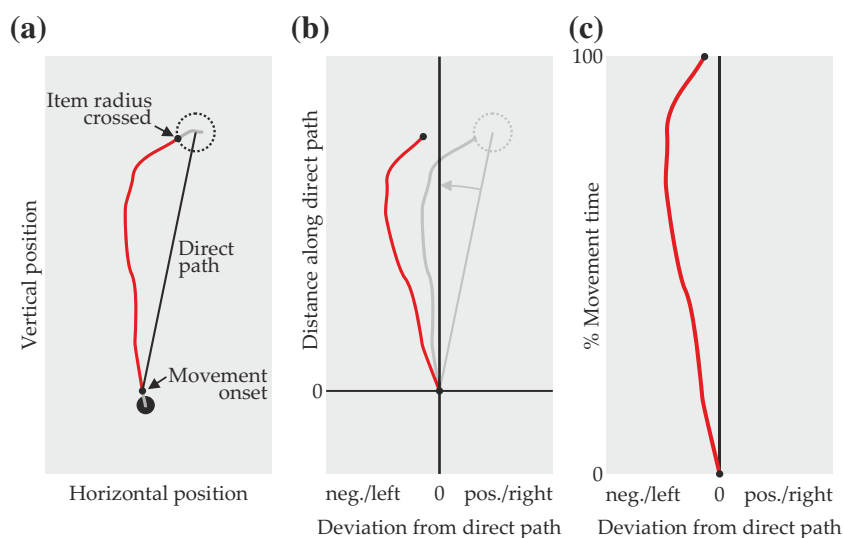 (a)
Item radius
crossed
Direct
path
Movement
onset
Vertical position
Horizontal position
(b)
Distance along direct path
0
neg./left 0 pos./right
Deviation from direct path
(c)
100
% Movement time
0
neg./left 0 pos./right
Deviation from direct path